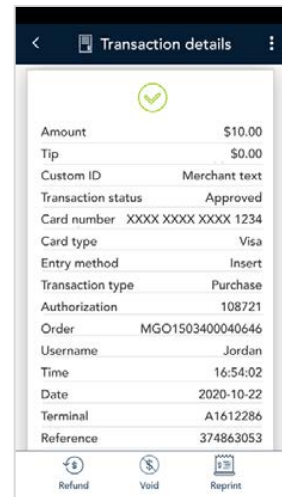 Transaction details
Amount $10.00
Tip $0.00
Custom ID Merchant text
Transaction status Approved
Card number XXXX XXXX XXXX 1234
Card type Visa
Entry method Insert
Transaction type Purchase
Authorization 108721
Order MGO1503400040646
Username Jordan
Time 16:54:02
Date 2020-10-22
Terminal A1612286
Reference 374863053
Refund Void Reprint